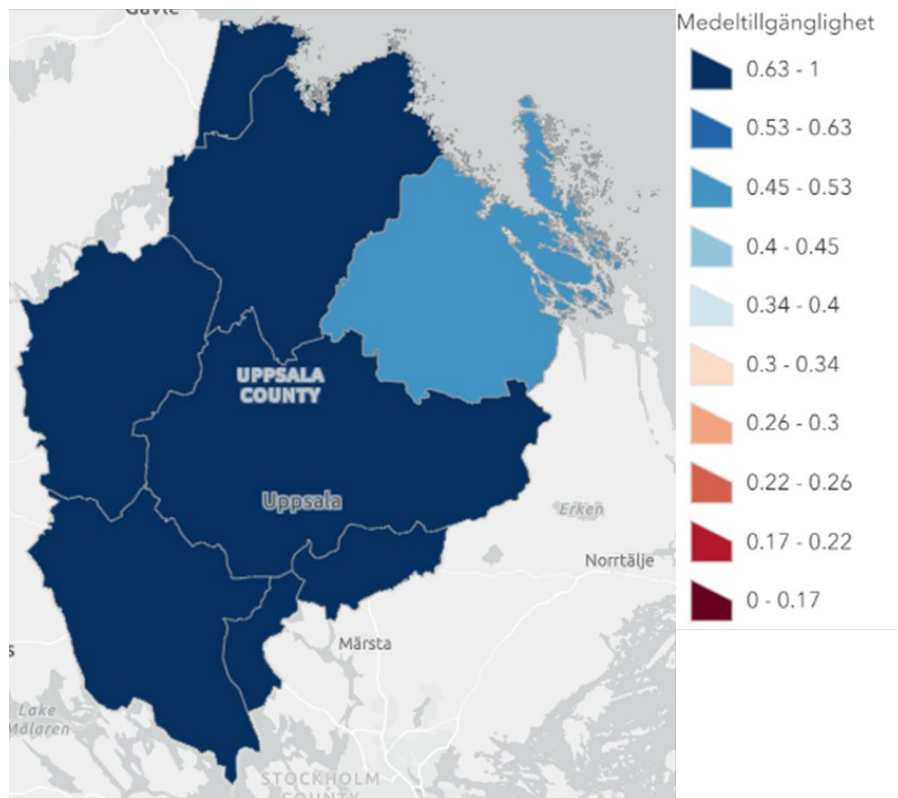 Gävle
Medeltillgänglighet
0.63 - 1
0.53 - 0.63
0.45 - 0.53
0.4 - 0.45
0.34 - 0.4
0.3 - 0.34
0.26 - 0.3
0.22 - 0.26
0.17 - 0.22
0 - 0.17
UPPSALA
COUNTY
Uppsala
Erken
Norrtälje
Märsta
s
Lake
Mälaren
STOCKHOLM
COUNTY